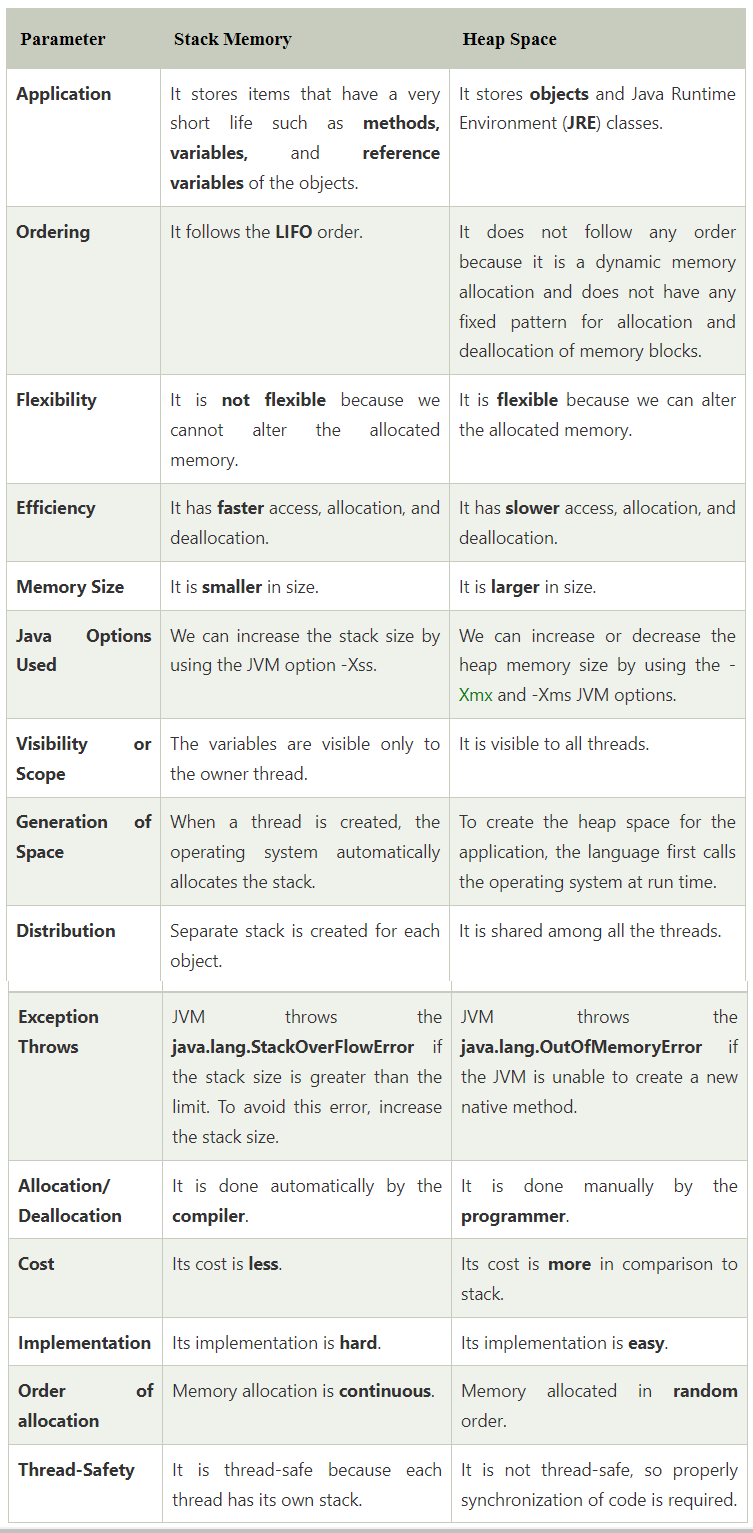 Parameter Stack Memory Heap Space
Application
It stores items that have a very
short life such as methods,
variables, and reference
variables of the objects.
It stores objects and Java Runtime
Environment (JRE) classes.
Ordering
It follows the LIFO order.
It does not follow any order
because it is a dynamic memory
allocation and does not have any
fixed pattern for allocation and
deallocation of memory blocks.
Flexibility
It is not flexible because we
cannot alter the allocated
memory.
It is flexible because we can alter
the allocated memory.
Efficiency
It has faster access, allocation, and
deallocation.
It has slower access, allocation, and
deallocation.
Memory Size
It is smaller in size.
It is larger in size.
Java Options
Used
We can increase the stack size by
using the JVM option -Xss.
We can increase or decrease the
heap memory size by using the -
Xmx and -Xms JVM options.
Visibility or
Scope
The variables are visible only to
the owner thread.
It is visible to all threads.
Generation of
Space
When a thread is created, the
operating system automatically
allocates the stack.
To create the heap space for the
application, the language first calls
the operating system at run time.
Distribution
Separate stack is created for each
object.
It is shared among all the threads.
Exception
Throws
JVM throws the
java.lang.StackOverFlowError if
the stack size is greater than the
limit. To avoid this error, increase
the stack size.
JVM throws the
java.lang.OutOfMemoryError if
the JVM is unable to create a new
native method.
Allocation/
Deallocation
It is done automatically by the
compiler.
It is done manually by the
programmer.
Cost
Its cost is less.
Its cost is more in comparison to
stack.
Implementation
Its implementation is hard.
Its implementation is easy.
Order of
allocation
Memory allocation is continuous.
Memory allocated in random
order.
Thread-Safety
It is thread-safe because each
thread has its own stack.
It is not thread-safe, so properly
synchronization of code is required.